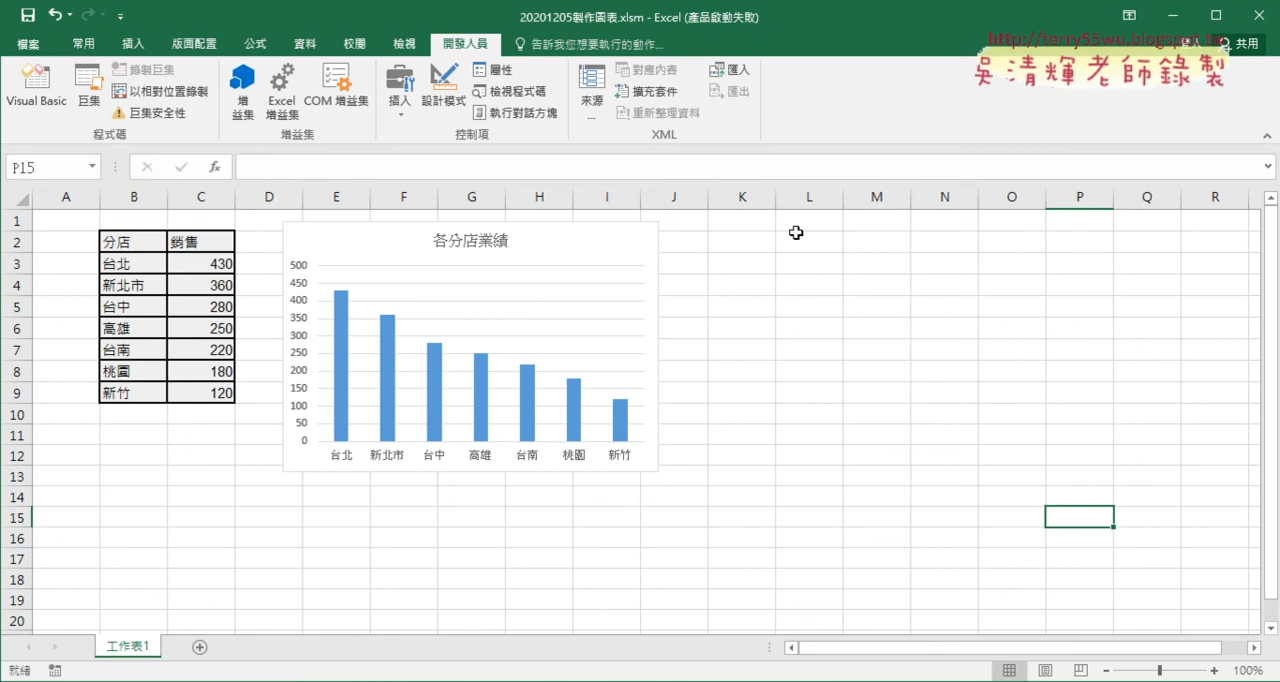 20201205製作圖表.xlsm - Excel (產品啟動失敗)
檔案 常用 插入 版面配置 公式 資料 校閱 檢視 開發人員 告訴我您想要執行的動作... 登入 共用
http://terry55wu.blogspot.tw
吳清輝老師錄製
Visual Basic 巨集 錄製巨集 以相對位置錄製 巨集安全性
程式碼
增益集 Excel 增益集 COM 增益集
增益集
插入 設計模式 屬性 檢視程式碼 執行對話方塊
控制項
來源... 對應內容 擴充套件 重新整理資料 匯入 匯出
XML
P15 fx
A B C D E F G H I J K L M N O P Q R
1
2 分店 銷售
3 台北 430
4 新北市 360
5 台中 280
6 高雄 250
7 台南 220
8 桃園 180
9 新竹 120
10
11
12
13
14
15
16
17
18
19
20
各分店業績
500
450
400
350
300
250
200
150
100
50
0
台北 新北市 台中 高雄 台南 桃園 新竹
工作表1
就緒 100%